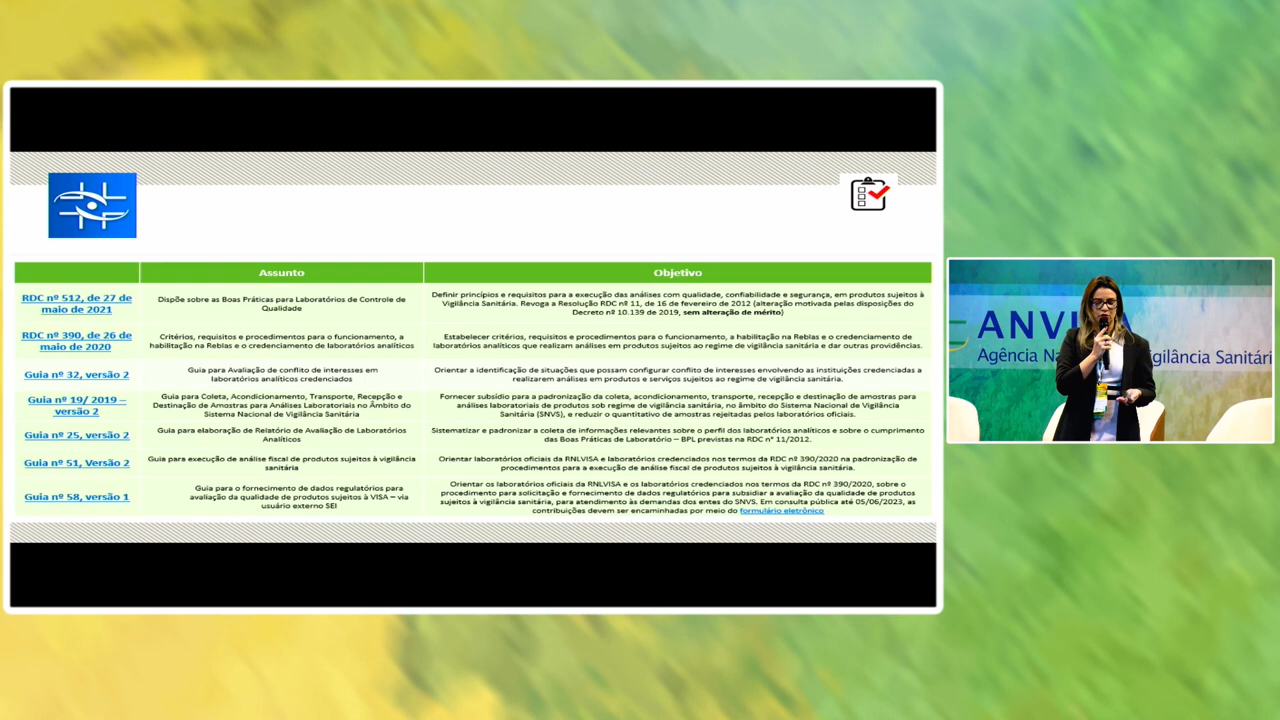 Assunto
Objetivo
RDC nº 512, de 27 de
maio de 2021
Dispõe sobre as Boas Práticas para Laboratórios de Controle de
Qualidade
Definir princípios e requisitos para a execução das análises com qualidade, confiabilidade e segurança, em produtos sujeitos à
Vigilância Sanitária. Revoga a Resolução RDC nº 11, de 16 de fevereiro de 2012 (alteração motivada pelas disposições do
Decreto nº 10.139 de 2019, sem alteração de mérito)
RDC nº 390, de 26 de
maio de 2020
Critérios, requisitos e procedimentos para o funcionamento, a
habilitação na Reblas e o credenciamento de laboratórios analíticos
Estabelecer critérios, requisitos e procedimentos para o funcionamento, a habilitação na Reblas e o credenciamento de
laboratórios analíticos que realizam análises em produtos sujeitos ao regime de vigilância sanitária e dar outras providências.
Guia nº 32, versão 2
Guia para Avaliação de conflito de interesses em
laboratórios analíticos credenciados
Orientar a identificação de situações que possam configurar conflito de interesses envolvendo as instituições credenciadas a
realizarem análises em produtos e serviços sujeitos ao regime de vigilância sanitária.
Guia nº 19/ 2019 –
versão 2
Guia para Coleta, Acondicionamento, Transporte, Recepção e
Destinação de Amostras para Análises Laboratoriais no Âmbito do
Sistema Nacional de Vigilância Sanitária
Fornecer subsídio para a padronização da coleta, acondicionamento, transporte, recepção e destinação de amostras para
análises laboratoriais de produtos sob regime de vigilância sanitária, no âmbito do Sistema Nacional de Vigilância
Sanitária (SNVS), e reduzir o quantitativo de amostras rejeitadas pelos laboratórios oficiais.
Guia nº 25, versão 2
Guia para elaboração de Relatório de Avaliação de Laboratórios
Analíticos
Sistematizar e padronizar a coleta de informações relevantes sobre o perfil dos laboratórios analíticos e sobre o cumprimento
das Boas Práticas de Laboratório – BPL previstas na RDC n° 11/2012.
Guia nº 51, Versão 2
Guia para execução de análise fiscal de produtos sujeitos à vigilância
sanitária
Orientar laboratórios oficiais da RNLVISA e laboratórios credenciados nos termos da RDC nº 390/2020 na padronização de
procedimentos para a execução de análise fiscal de produtos sujeitos à vigilância sanitária.
Guia nº 58, versão 1
Guia para o fornecimento de dados regulatórios para
avaliação da qualidade de produtos sujeitos à VISA – via
usuário externo SEI
Orientar os laboratórios oficiais da RNLVISA e os laboratórios credenciados nos termos da RDC nº 390/2020, sobre o
procedimento para solicitação e fornecimento de dados regulatórios para subsidiar a avaliação da qualidade de produtos
sujeitos à vigilância sanitária, para atendimento às demandas dos entes do SNVS. Em consulta pública até 05/06/2023, as
contribuições devem ser encaminhadas por meio do formulário eletrônico
ANVI A
Agência Na gilância Sanitári